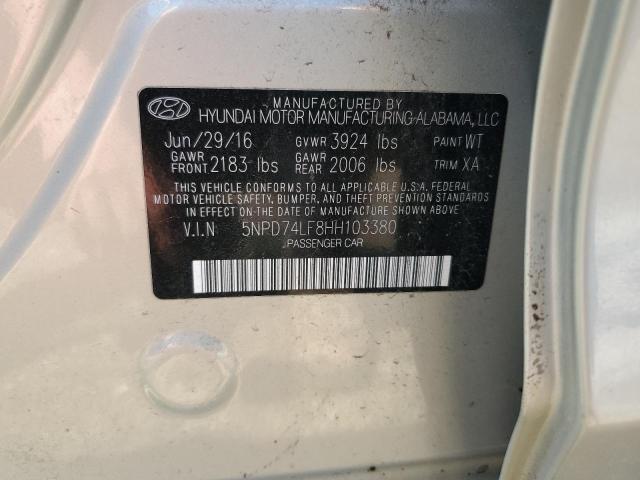 MANUFACTURED BY
HYUNDAI MOTOR MANUFACTURING ALABAMA, LLC
Jun/29/16 GVWR 3924 lbs PAINT WT
GAWR FRONT 2183 lbs GAWR REAR 2006 lbs TRIM XA
THIS VEHICLE CONFORMS TO ALL APPLICABLE U.S.A. FEDERAL
MOTOR VEHICLE SAFETY, BUMPER, AND THEFT PREVENTION STANDARDS
IN EFFECT ON THE DATE OF MANUFACTURE SHOWN ABOVE.
V.I.N 5NPD74LF8HH103380
PASSENGER CAR